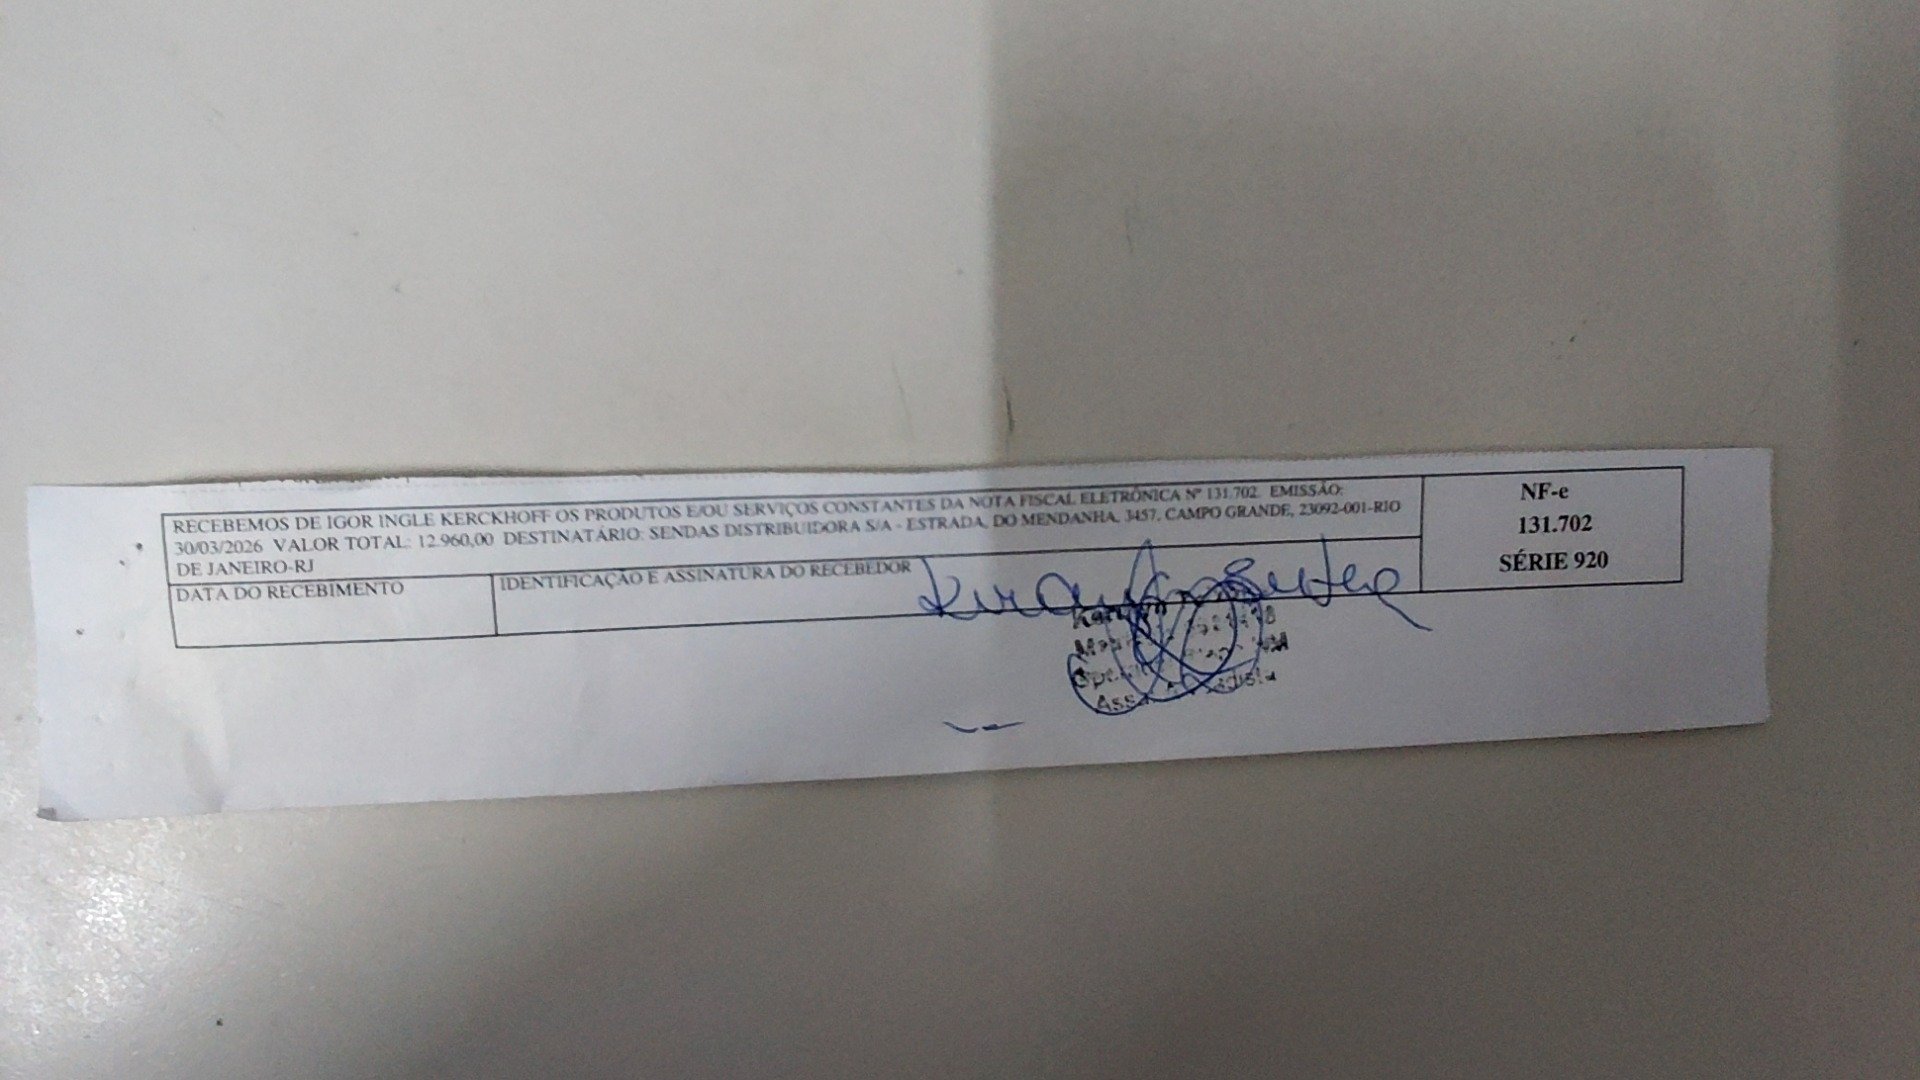 RECEBEMOS DE IGOR INGLE KERCKHOFF OS PRODUTOS E/OU SERVIÇOS CONSTANTES DA NOTA FISCAL ELETRÔNICA Nº 131.702. EMISSÃO:
30/03/2026 VALOR TOTAL: 12.960,00 DESTINATÁRIO: SENDAS DISTRIBUIDORA S/A - ESTRADA, DO MENDANHA, 3457, CAMPO GRANDE, 23092-001-RIO
DE JANEIRO-RJ
DATA DO RECEBIMENTO
IDENTIFICAÇÃO E ASSINATURA DO RECEBEDOR
NF-e
131.702
SÉRIE 920